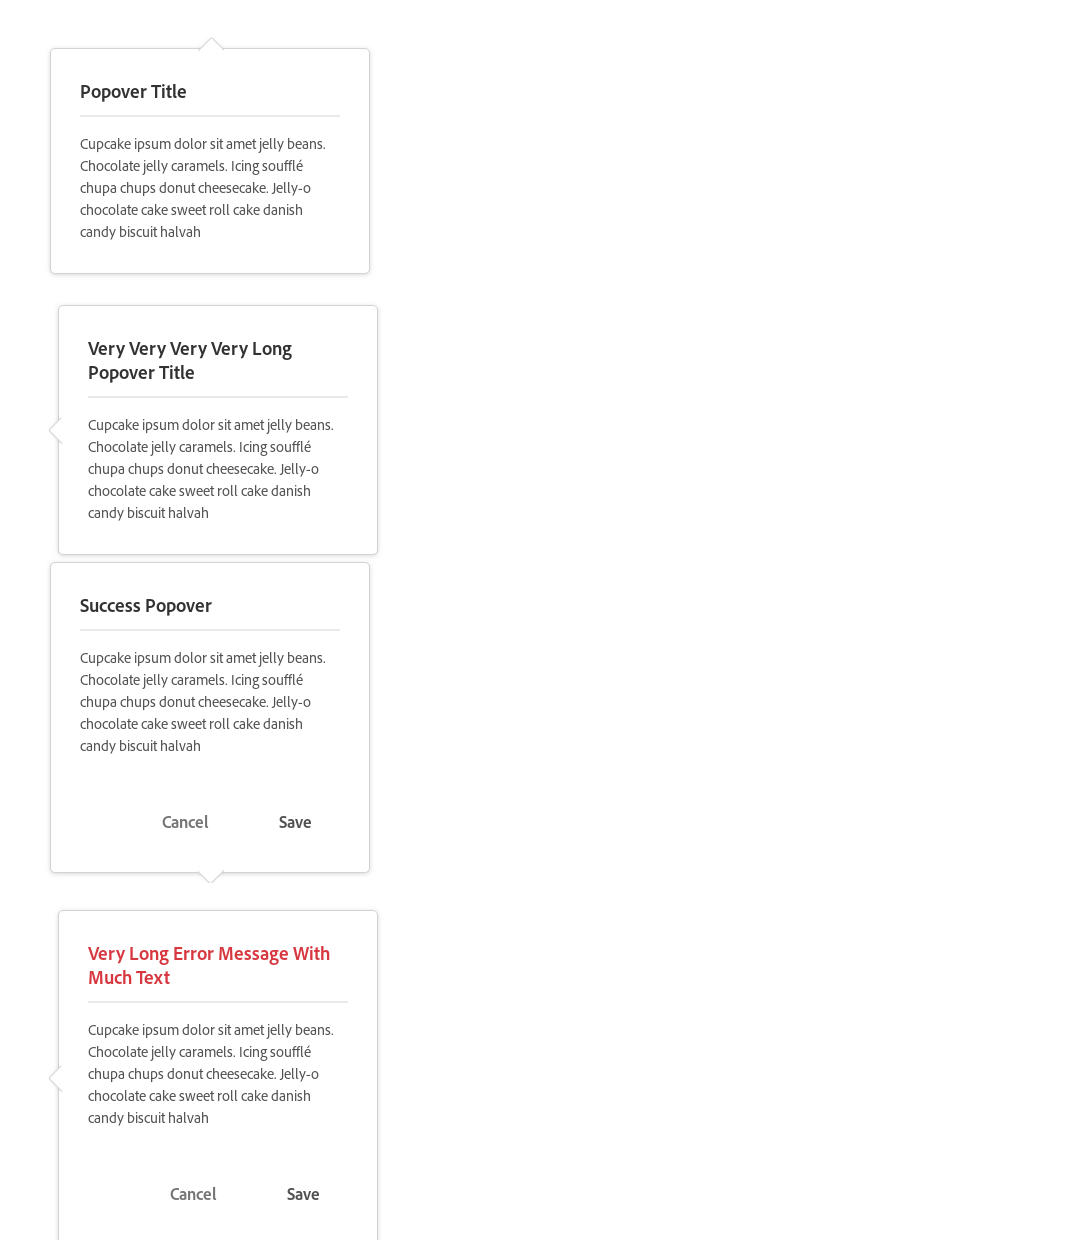 Popover Title
Cupcake ipsum dolor sit amet jelly beans.
Chocolate jelly caramels. Icing soufflé
chupa chups donut cheesecake. Jelly-o
chocolate cake sweet roll cake danish
candy biscuit halvah
Very Very Very Very Long
Popover Title
Cupcake ipsum dolor sit amet jelly beans.
Chocolate jelly caramels. Icing soufflé
chupa chups donut cheesecake. Jelly-o
chocolate cake sweet roll cake danish
candy biscuit halvah
Success Popover
Cupcake ipsum dolor sit amet jelly beans.
Chocolate jelly caramels. Icing soufflé
chupa chups donut cheesecake. Jelly-o
chocolate cake sweet roll cake danish
candy biscuit halvah
Cancel Save
Very Long Error Message With
Much Text
Cupcake ipsum dolor sit amet jelly beans.
Chocolate jelly caramels. Icing soufflé
chupa chups donut cheesecake. Jelly-o
chocolate cake sweet roll cake danish
candy biscuit halvah
Cancel Save